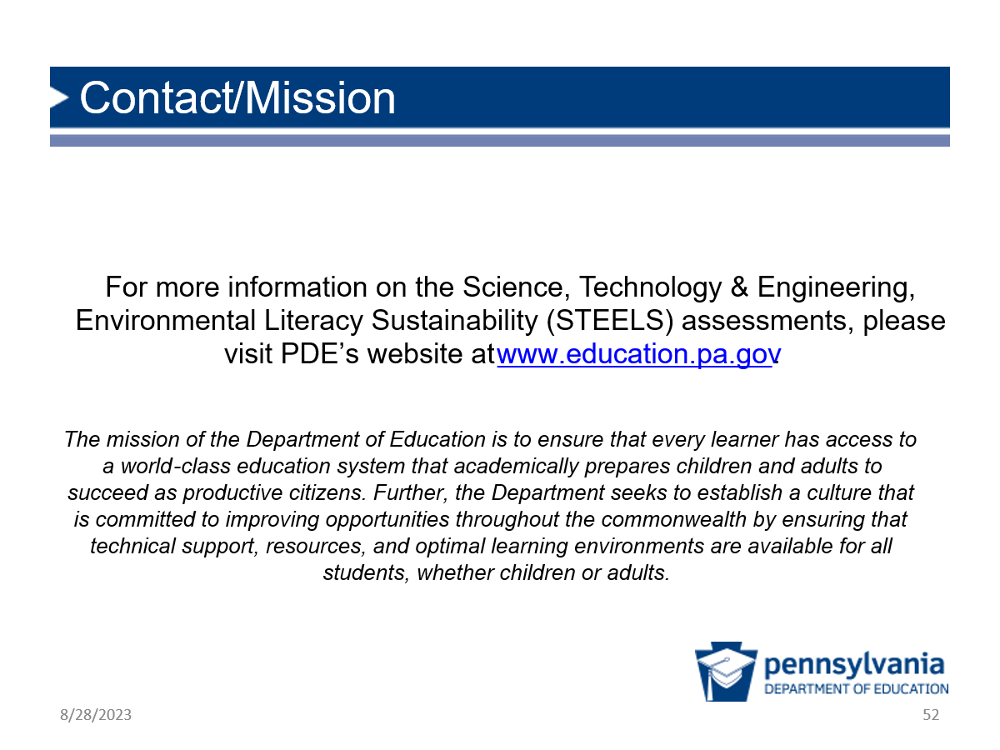 Contact/Mission
For more information on the Science, Technology & Engineering,
Environmental Literacy Sustainability (STEELS) assessments, please
visit PDE’s website at www.education.pa.gov.
The mission of the Department of Education is to ensure that every learner has access to
a world-class education system that academically prepares children and adults to
succeed as productive citizens. Further, the Department seeks to establish a culture that
is committed to improving opportunities throughout the commonwealth by ensuring that
technical support, resources, and optimal learning environments are available for all
students, whether children or adults.
pennsylvania
DEPARTMENT OF EDUCATION
8/28/2023
52